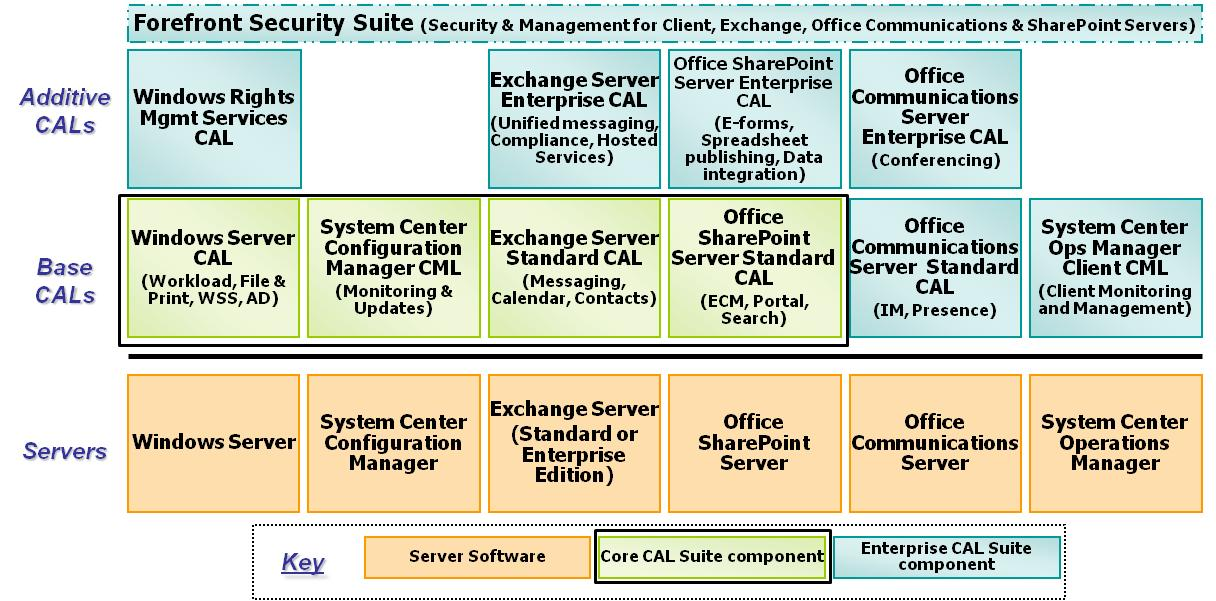 Forefront Security Suite (Security & Management for Client, Exchange, Office Communications & SharePoint Servers)
Additive
CALs
Windows Rights
Mgmt Services
CAL
Exchange Server
Enterprise CAL
(Unified messaging,
Compliance, Hosted
Services)
Office SharePoint
Server Enterprise
CAL
(E-forms,
Spreadsheet
publishing, Data
integration)
Office
Communications
Server
Enterprise CAL
(Conferencing)
Base
CALs
Windows Server
CAL
(Workload, File &
Print, WSS, AD)
System Center
Configuration
Manager CML
(Monitoring &
Updates)
Exchange Server
Standard CAL
(Messaging,
Calendar, Contacts)
Office
SharePoint
Server Standard
CAL
(ECM, Portal,
Search)
Office
Communications
Server Standard
CAL
(IM, Presence)
System Center
Ops Manager
Client CML
(Client Monitoring
and Management)
Servers
Windows Server
System Center
Configuration
Manager
Exchange Server
(Standard or
Enterprise
Edition)
Office
SharePoint
Server
Office
Communications
Server
System Center
Operations
Manager
Key
Server Software
Core CAL Suite component
Enterprise CAL Suite
component